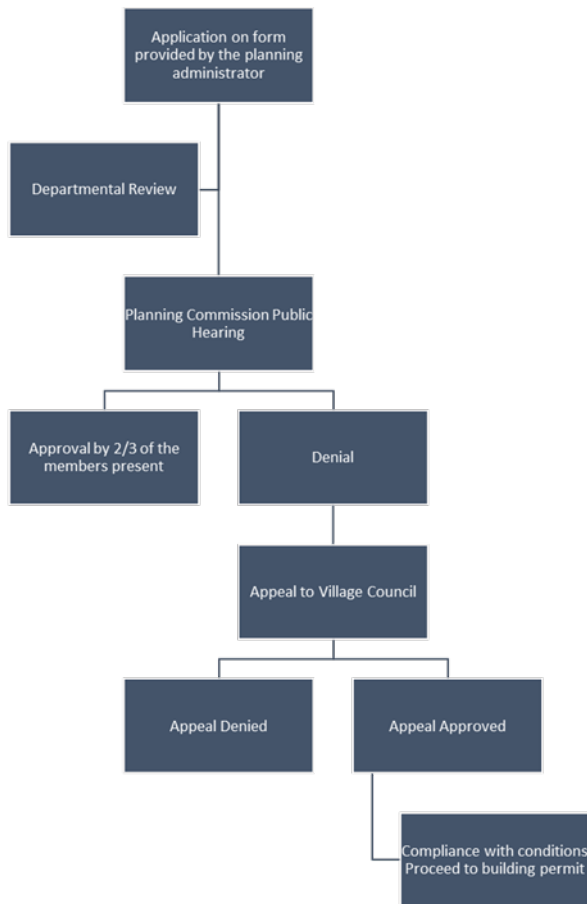 Application on form
provided by the planning
administrator
Departmental Review
Planning Commission Public
Hearing
Approval by 2/3 of the
members present
Denial
Appeal to Village Council
Appeal Denied
Appeal Approved
Compliance with conditions
Proceed to building permit